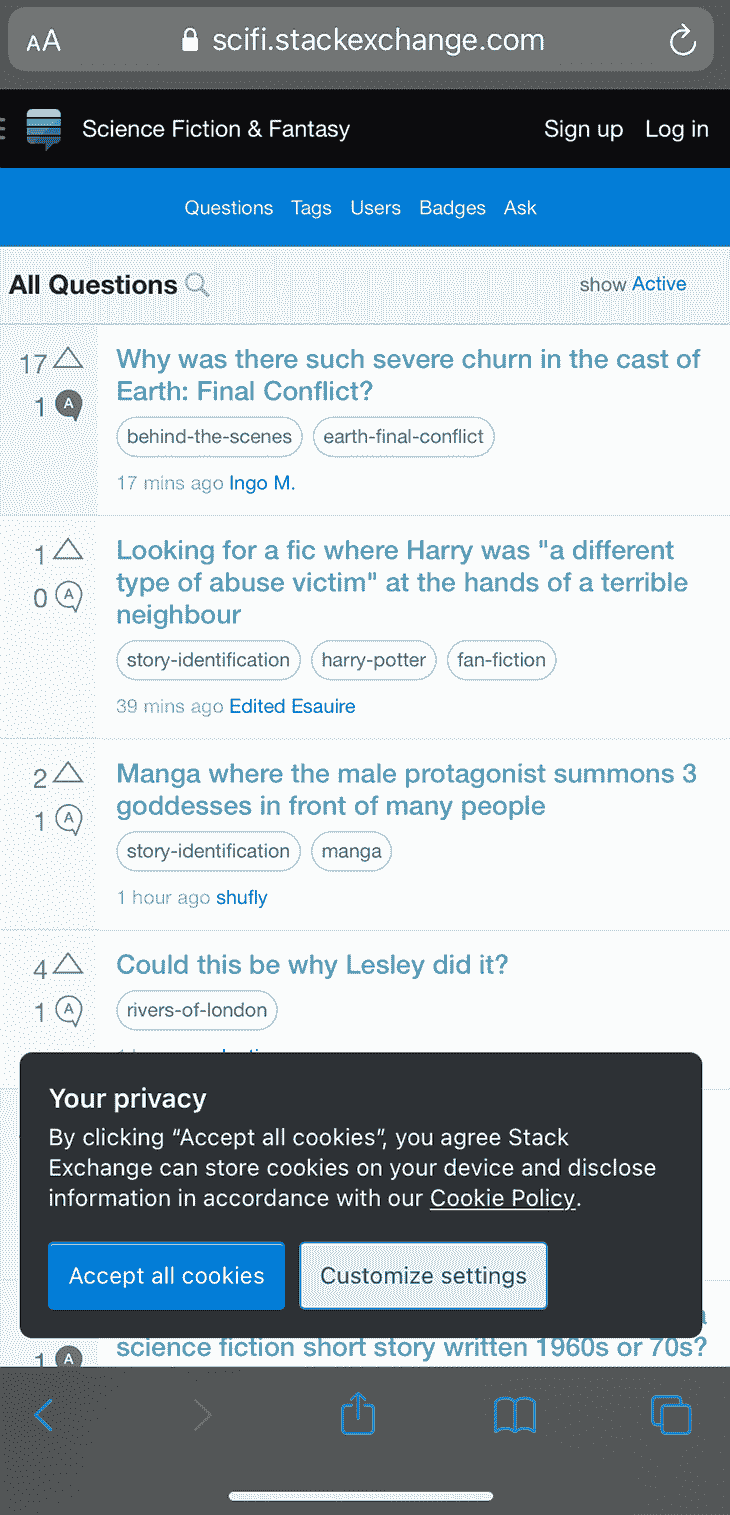 AA scifi.stackexchange.com
Science Fiction & Fantasy Sign up Log in
Questions Tags Users Badges Ask
All Questions show Active
17
Why was there such severe churn in the cast of
Earth: Final Conflict?
1 A
behind-the-scenes earth-final-conflict
17 mins ago Ingo M.
1
Looking for a fic where Harry was "a different
type of abuse victim" at the hands of a terrible
neighbour
0 A
story-identification harry-potter fan-fiction
39 mins ago Edited Esauire
2
Manga where the male protagonist summons 3
goddesses in front of many people
1 A
story-identification manga
1 hour ago shufly
4
Could this be why Lesley did it?
1 A
rivers-of-london
Your privacy
By clicking “Accept all cookies”, you agree Stack
Exchange can store cookies on your device and disclose
information in accordance with our Cookie Policy.
Accept all cookies Customize settings
science fiction short story written 1960s or 70s?
1 A